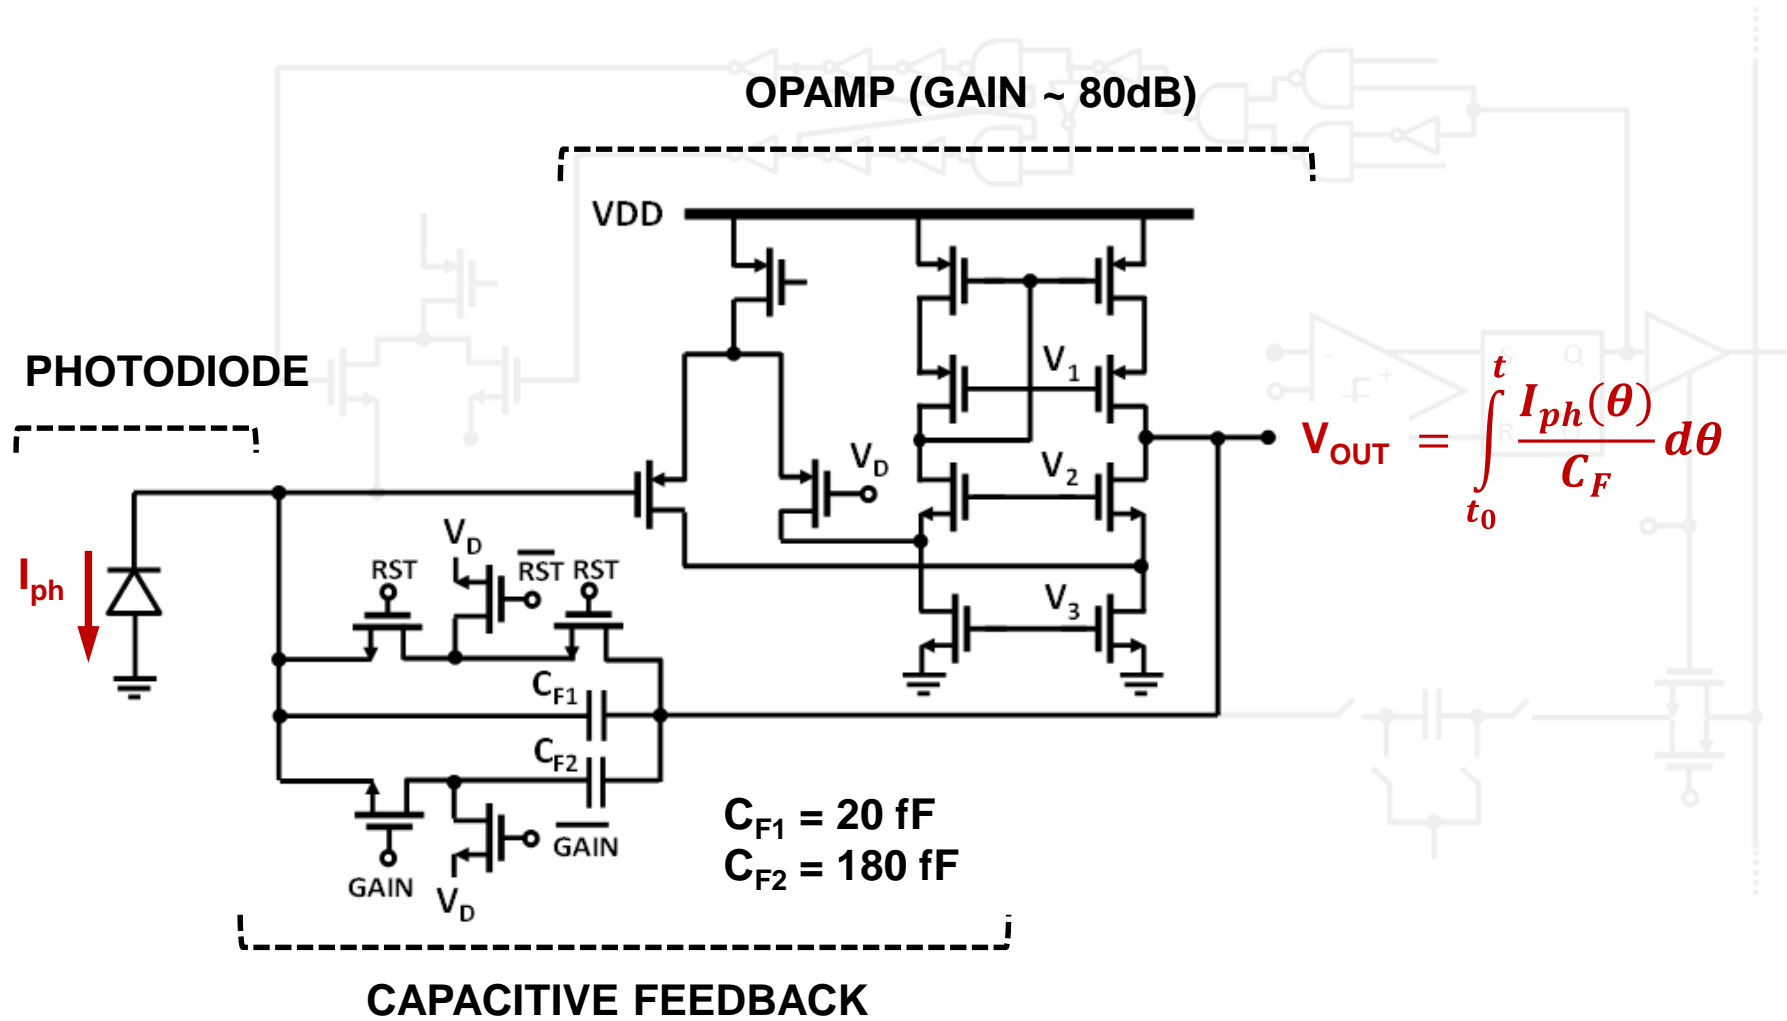 OPAMP (GAIN ~ 80dB)
VDD
PHOTODIODE
V1
VD
V2
VOUT = ∫ t t0 Iph(θ) / CF dθ
Q
R
- +
VD
RST
RST
RST
Iph
V3
CF1
CF2
CF1 = 20 fF
CF2 = 180 fF
GAIN
GAIN
VD
CAPACITIVE FEEDBACK